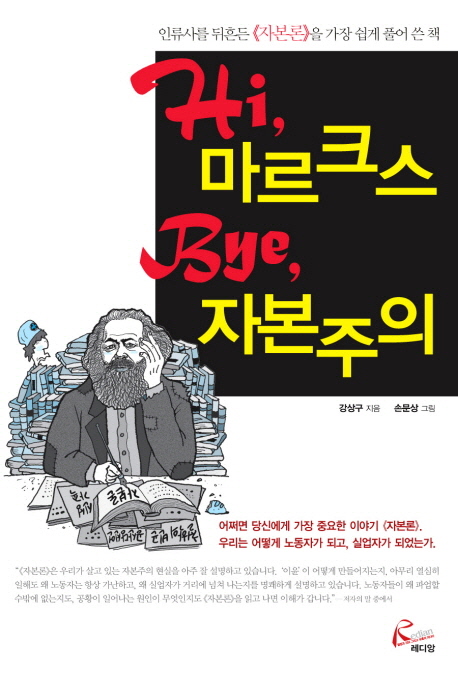 인류사를 뒤흔든 《자본론》을 가장 쉽게 풀어 쓴 책
Hi,
마르크스
Bye,
자본주의
강상구 지음 손문상 그림
어쩌면 당신에게 가장 중요한 이야기 《자본론》.
우리는 어떻게 노동자가 되고, 실업자가 되었는가.
“《자본론》은 우리가 살고 있는 자본주의 현실을 아주 잘 설명하고 있습니다. '이윤'이 어떻게 만들어지는지, 아무리 열심히
일해도 왜 노동자는 항상 가난하고, 왜 실업자가 거리에 넘쳐 나는지를 명쾌하게 설명하고 있습니다. 노동자들이 왜 파업할
수밖에 없는지도, 공황이 일어나는 원인이 무엇인지도 《자본론》을 읽고 나면 이해가 갑니다.” ─ 저자의 말 중에서
Redian
레디앙